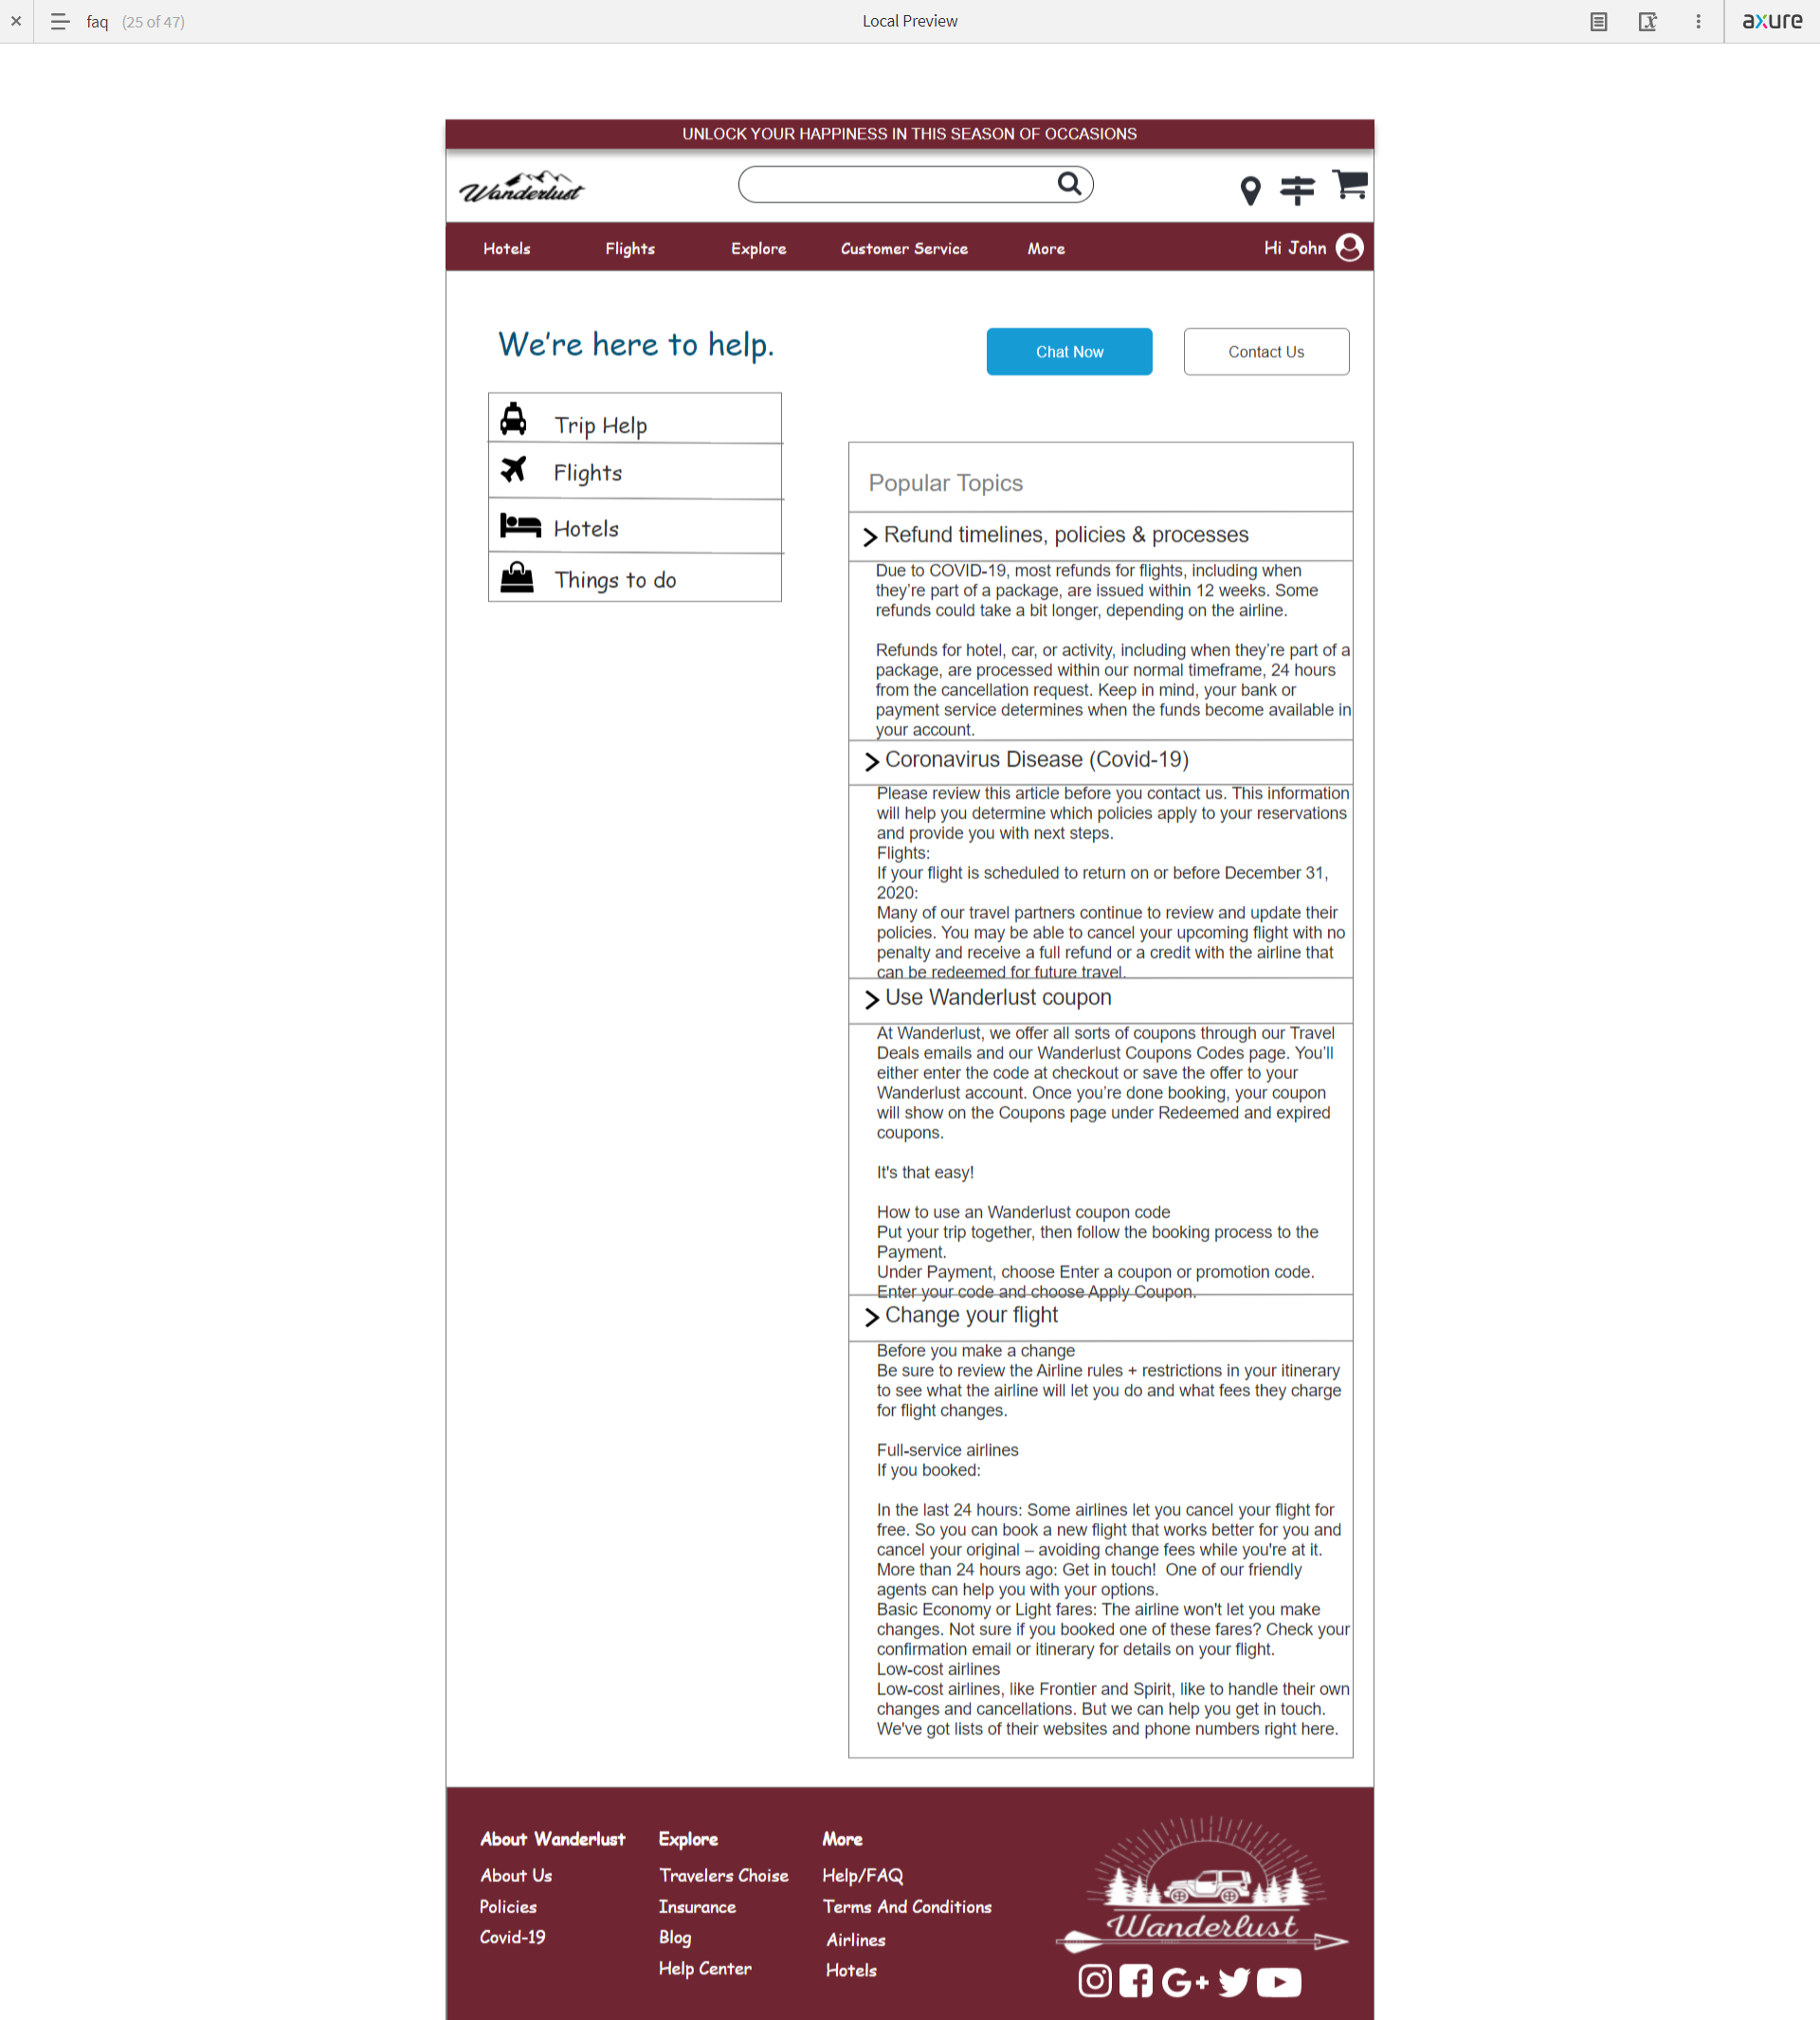 faq (25 of 47)
Local Preview
axure
UNLOCK YOUR HAPPINESS IN THIS SEASON OF OCCASIONS
Wanderlust
Hotels
Flights
Explore
Customer Service
More
Hi John
We're here to help.
Chat Now
Contact Us
Trip Help
Flights
Hotels
Things to do
Popular Topics
Refund timelines, policies & processes
Due to COVID-19, most refunds for flights, including when
they're part of a package, are issued within 12 weeks. Some
refunds could take a bit longer, depending on the airline.
Refunds for hotel, car, or activity, including when they're part of a
package, are processed within our normal timeframe, 24 hours
from the cancellation request. Keep in mind, your bank or
payment service determines when the funds become available in
your account.
Coronavirus Disease (Covid-19)
Please review this article before you contact us. This information
will help you determine which policies apply to your reservations
and provide you with next steps.
Flights:
If your flight is scheduled to return on or before December 31,
2020:
Many of our travel partners continue to review and update their
policies. You may be able to cancel your upcoming flight with no
penalty and receive a full refund or a credit with the airline that
can be redeemed for future travel.
Use Wanderlust coupon
At Wanderlust, we offer all sorts of coupons through our Travel
Deals emails and our Wanderlust Coupons Codes page. You'll
either enter the code at checkout or save the offer to your
Wanderlust account. Once you're done booking, your coupon
will show on the Coupons page under Redeemed and expired
coupons.
It's that easy!
How to use an Wanderlust coupon code
Put your trip together, then follow the booking process to the
Payment.
Under Payment, choose Enter a coupon or promotion code.
Enter your code and choose Apply Coupon.
Change your flight
Before you make a change
Be sure to review the Airline rules + restrictions in your itinerary
to see what the airline will let you do and what fees they charge
for flight changes.
Full-service airlines
If you booked:
In the last 24 hours: Some airlines let you cancel your flight for
free. So you can book a new flight that works better for you and
cancel your original – avoiding change fees while you're at it.
More than 24 hours ago: Get in touch!  One of our friendly
agents can help you with your options.
Basic Economy or Light fares: The airline won't let you make
changes. Not sure if you booked one of these fares? Check your
confirmation email or itinerary for details on your flight.
Low-cost airlines
Low-cost airlines, like Frontier and Spirit, like to handle their own
changes and cancellations. But we can help you get in touch.
We've got lists of their websites and phone numbers right here.
About Wanderlust
About Us
Policies
Covid-19
Explore
Travelers Choise
Insurance
Blog
Help Center
More
Help/FAQ
Terms And Conditions
Airlines
Hotels
Wanderlust